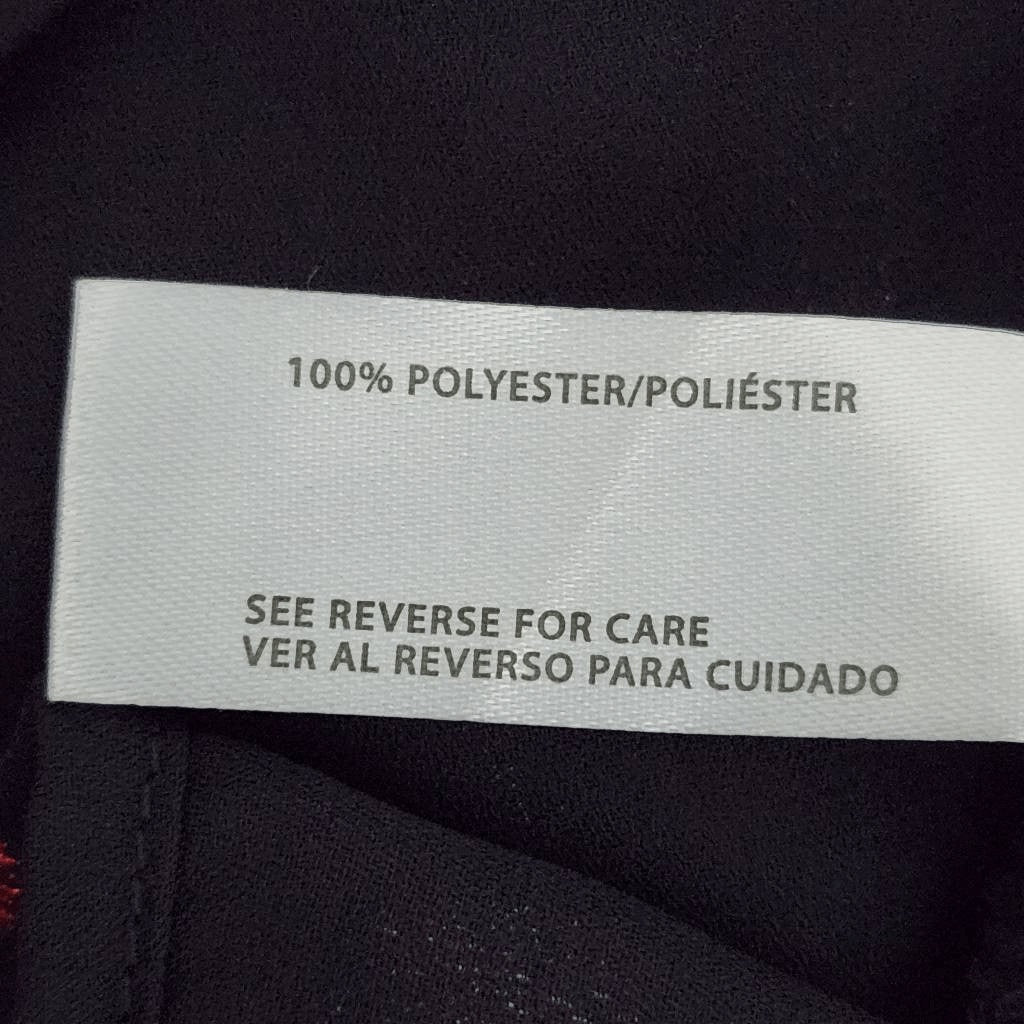 100% POLYESTER/POLIÉSTER
SEE REVERSE FOR CARE
VER AL REVERSO PARA CUIDADO